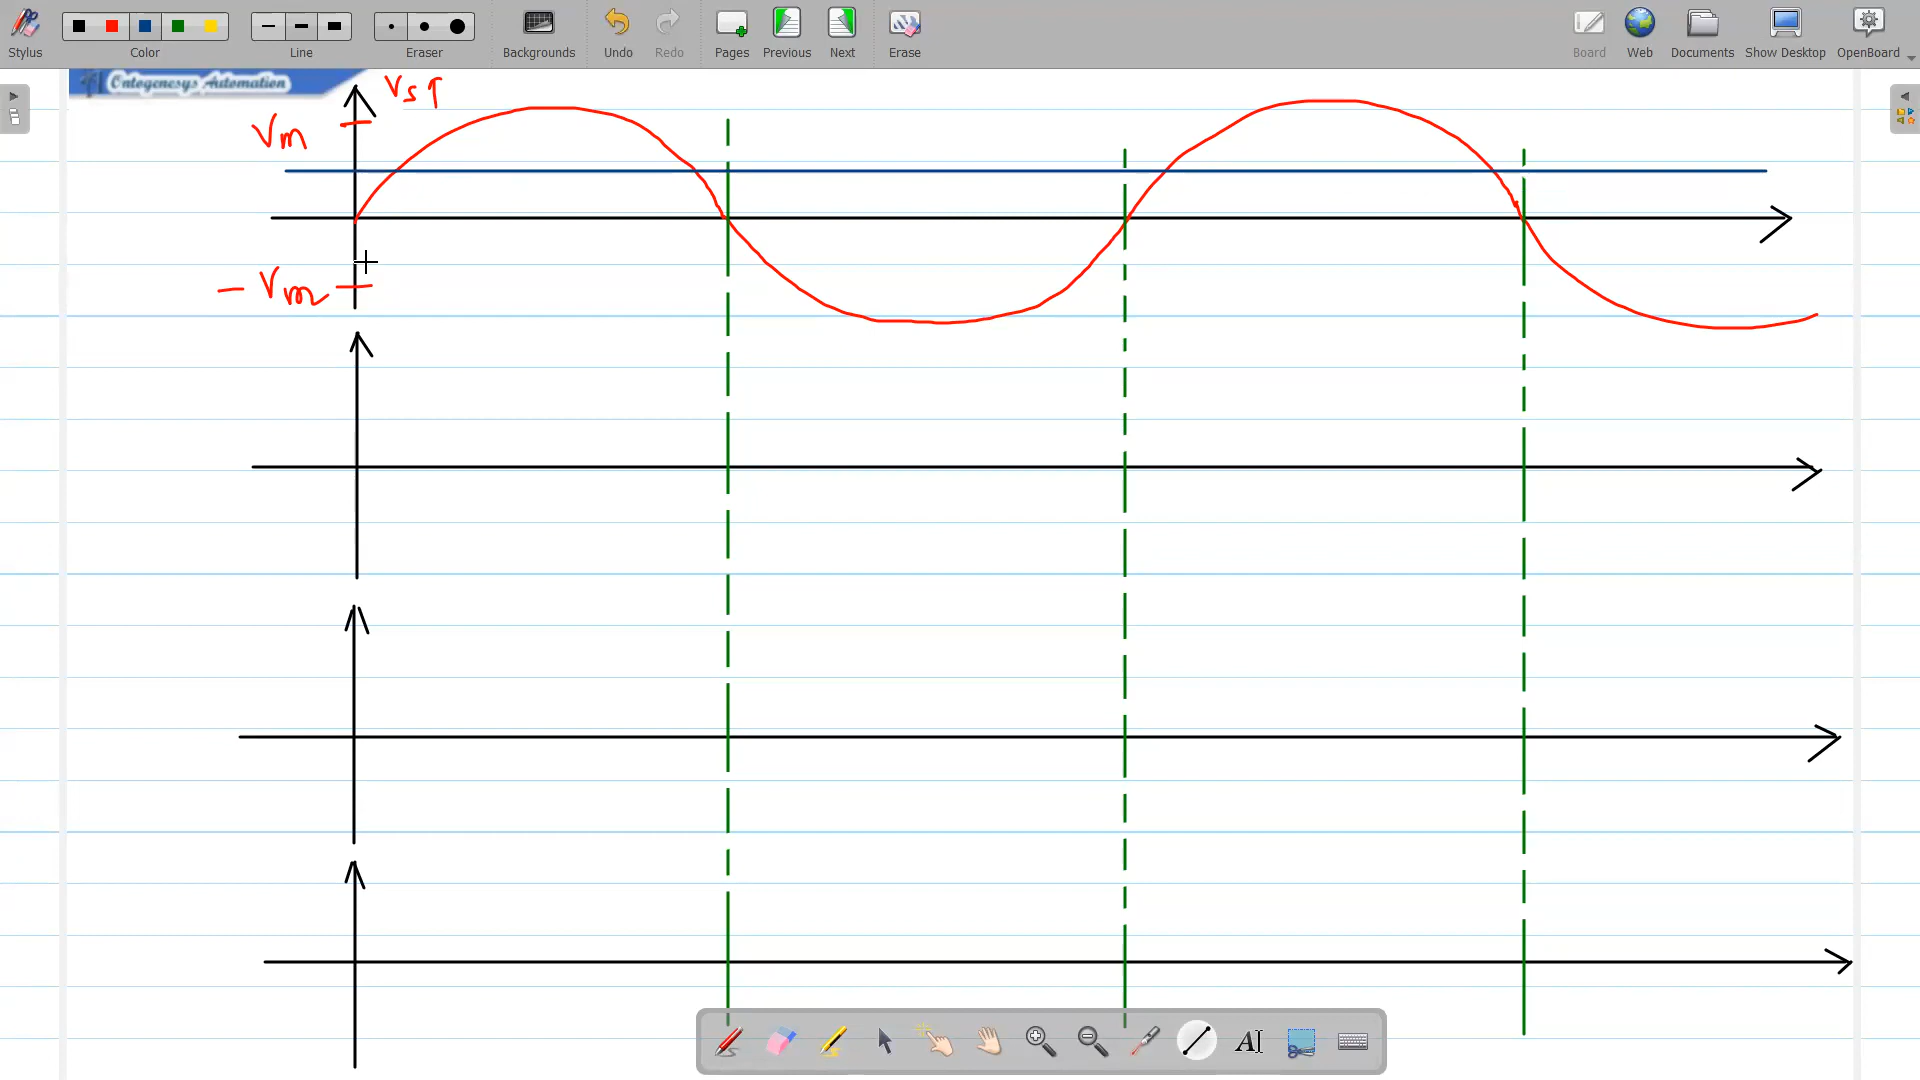 Stylus
Color
Line
Eraser
Backgrounds
Undo
Redo
Pages
Previous
Next
Erase
Board
Web
Documents
Show Desktop
OpenBoard
Ontogenesys Automation
Vs↑
Vm
- Vm
A